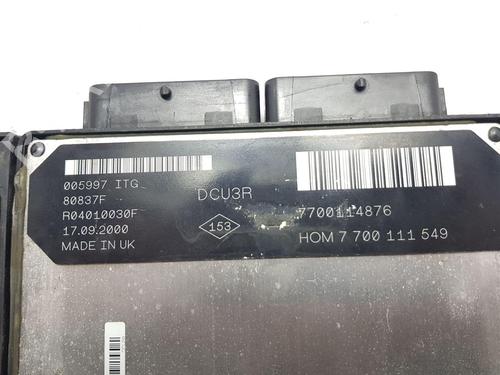 005997 ITG
80837F
R04010030F
17.09.2000
MADE IN UK
DCU3R
153
7700114876
HOM 7 700 111 549